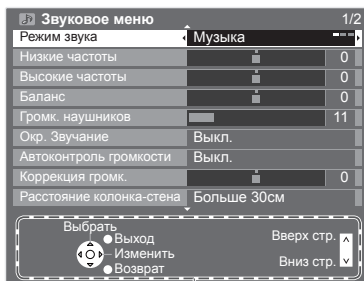 Звуковое меню 1/2
Режим звука Музыка
Низкие частоты 0
Высокие частоты 0
Баланс 0
Громк. наушников 11
Окр. Звучание Выкл.
Автоконтроль громкости Выкл.
Коррекция громк. 0
Расстояние колонка-стена Больше 30см
Выбрать
Выход Вверх стр.
Изменить
Возврат Вниз стр.